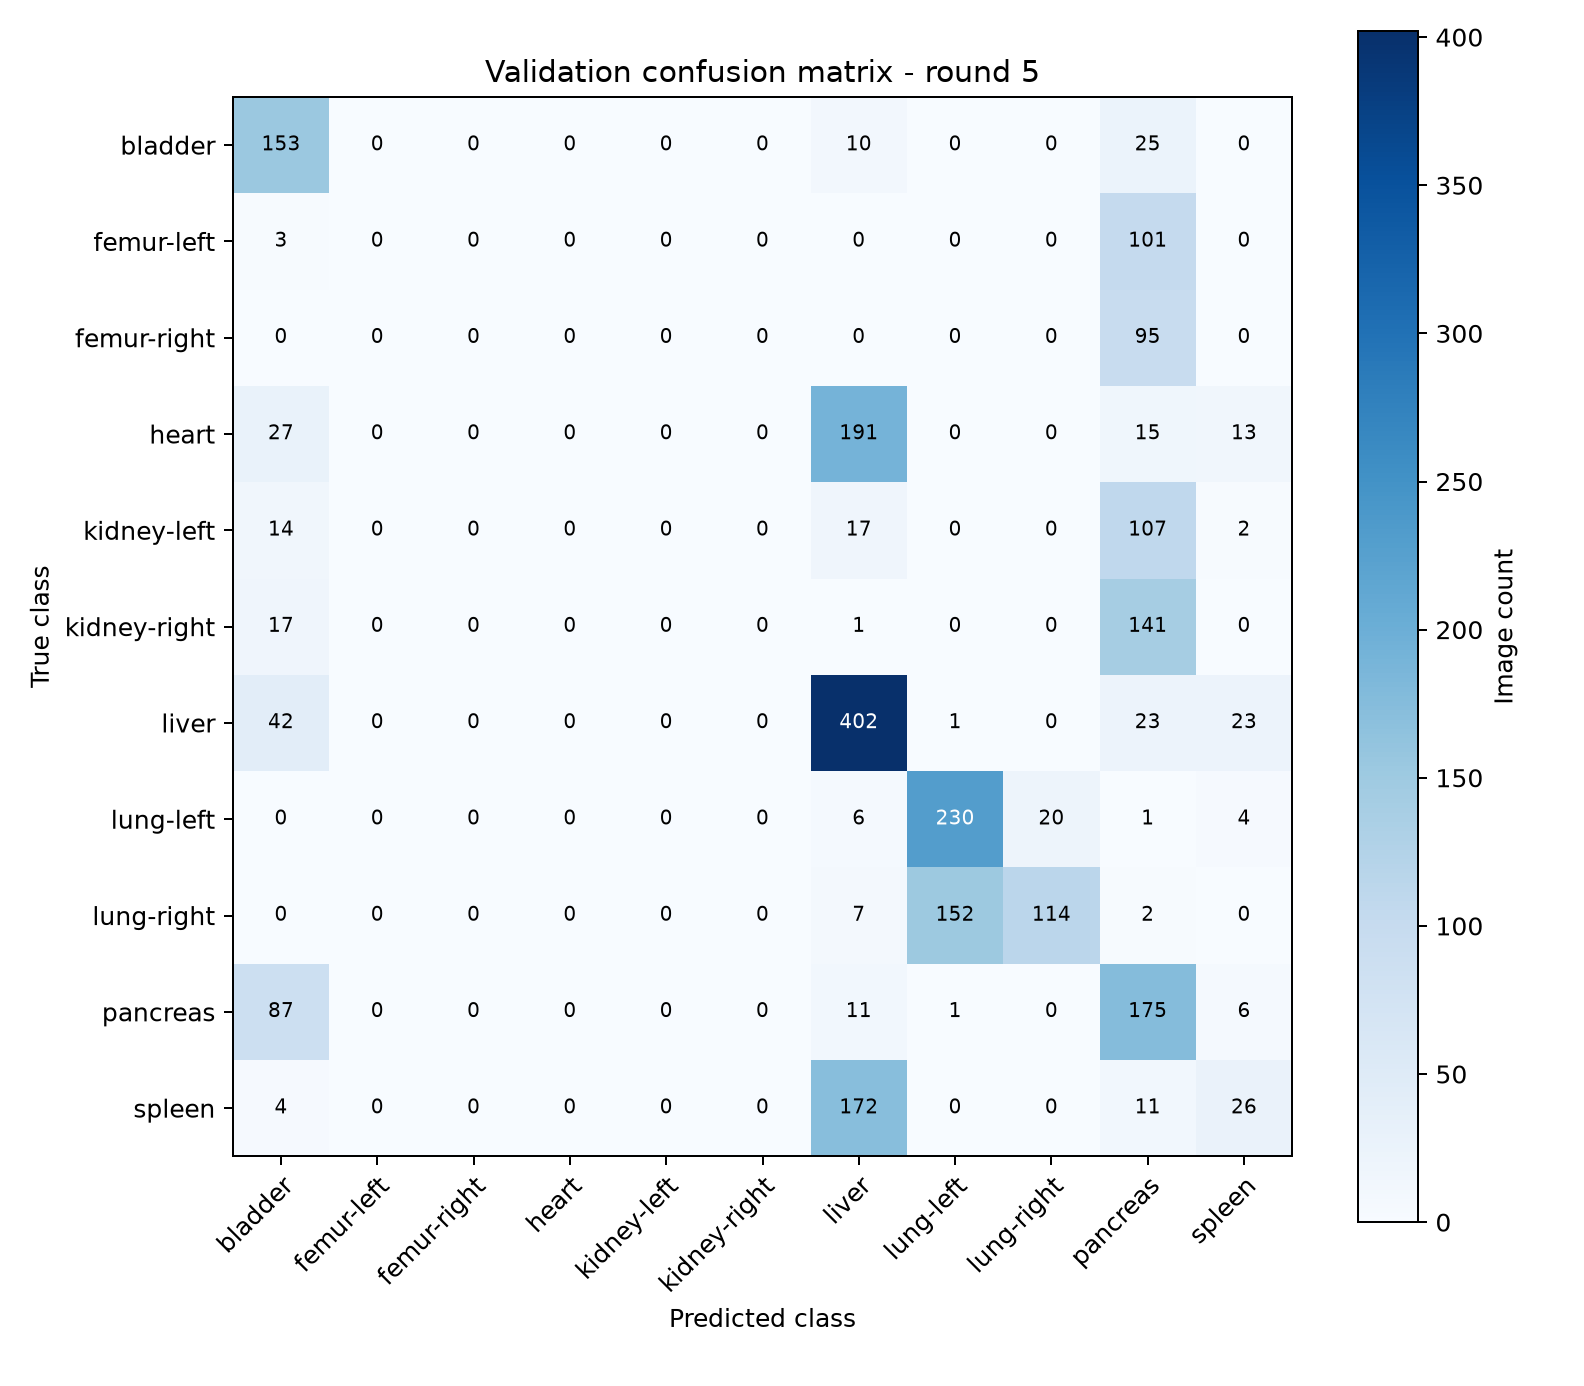 Validation confusion matrix - round 5
True class
bladder 153 0 0 0 0 0 10 0 0 25 0
femur-left 3 0 0 0 0 0 0 0 0 101 0
femur-right 0 0 0 0 0 0 0 0 0 95 0
heart 27 0 0 0 0 0 191 0 0 15 13
kidney-left 14 0 0 0 0 0 17 0 0 107 2
kidney-right 17 0 0 0 0 0 1 0 0 141 0
liver 42 0 0 0 0 0 402 1 0 23 23
lung-left 0 0 0 0 0 0 6 230 20 1 4
lung-right 0 0 0 0 0 0 7 152 114 2 0
pancreas 87 0 0 0 0 0 11 1 0 175 6
spleen 4 0 0 0 0 0 172 0 0 11 26
bladder femur-left femur-right heart kidney-left kidney-right liver lung-left lung-right pancreas spleen
Predicted class
400
350
300
250
200
150
100
50
0
Image count